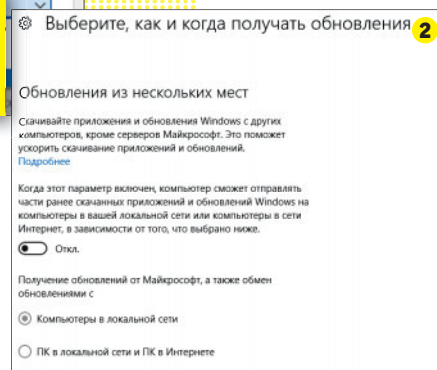 Выберите, как и когда получать обновления
2
Обновления из нескольких мест
Скачивайте приложения и обновления Windows с других
компьютеров, кроме серверов Майкрософт. Это поможет
ускорить скачивание приложений и обновлений.
Подробнее
Когда этот параметр включен, компьютер сможет отправлять
части ранее скачанных приложений и обновлений Windows на
компьютеры в вашей локальной сети или компьютеры в сети
Интернет, в зависимости от того, что выбрано ниже.
Откл.
Получение обновлений от Майкрософт, а также обмен
обновлениями с
Компьютеры в локальной сети
ПК в локальной сети и ПК в Интернете